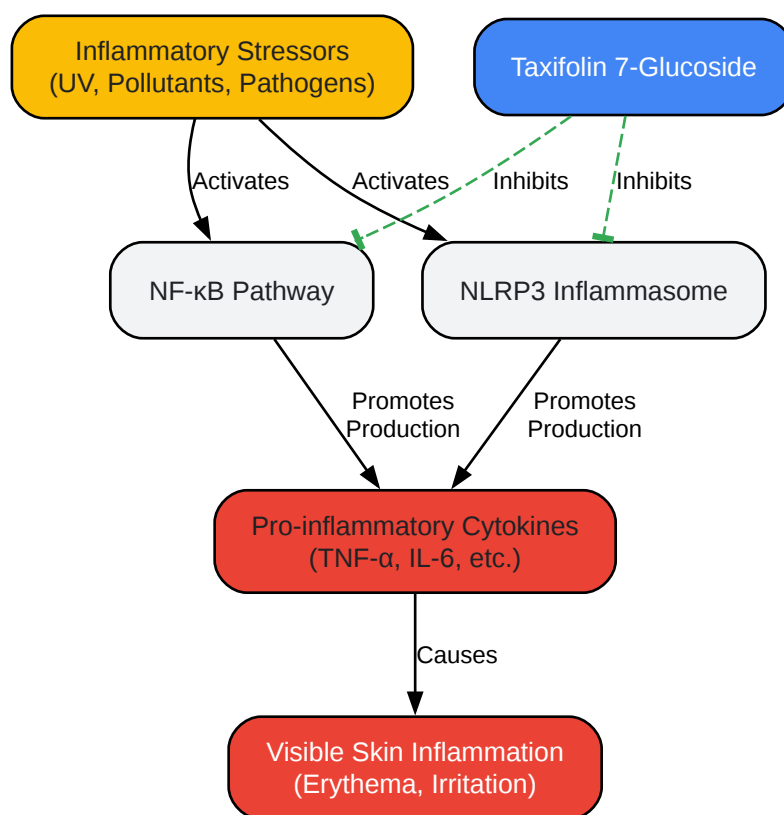 Inflammatory Stressors
(UV, Pollutants, Pathogens)
Taxifolin 7-Glucoside
Activates
Activates
Inhibits
Inhibits
NF-κB Pathway
NLRP3 Inflammasome
Promotes
Production
Promotes
Production
Pro-inflammatory Cytokines
(TNF-α, IL-6, etc.)
Causes
Visible Skin Inflammation
(Erythema, Irritation)